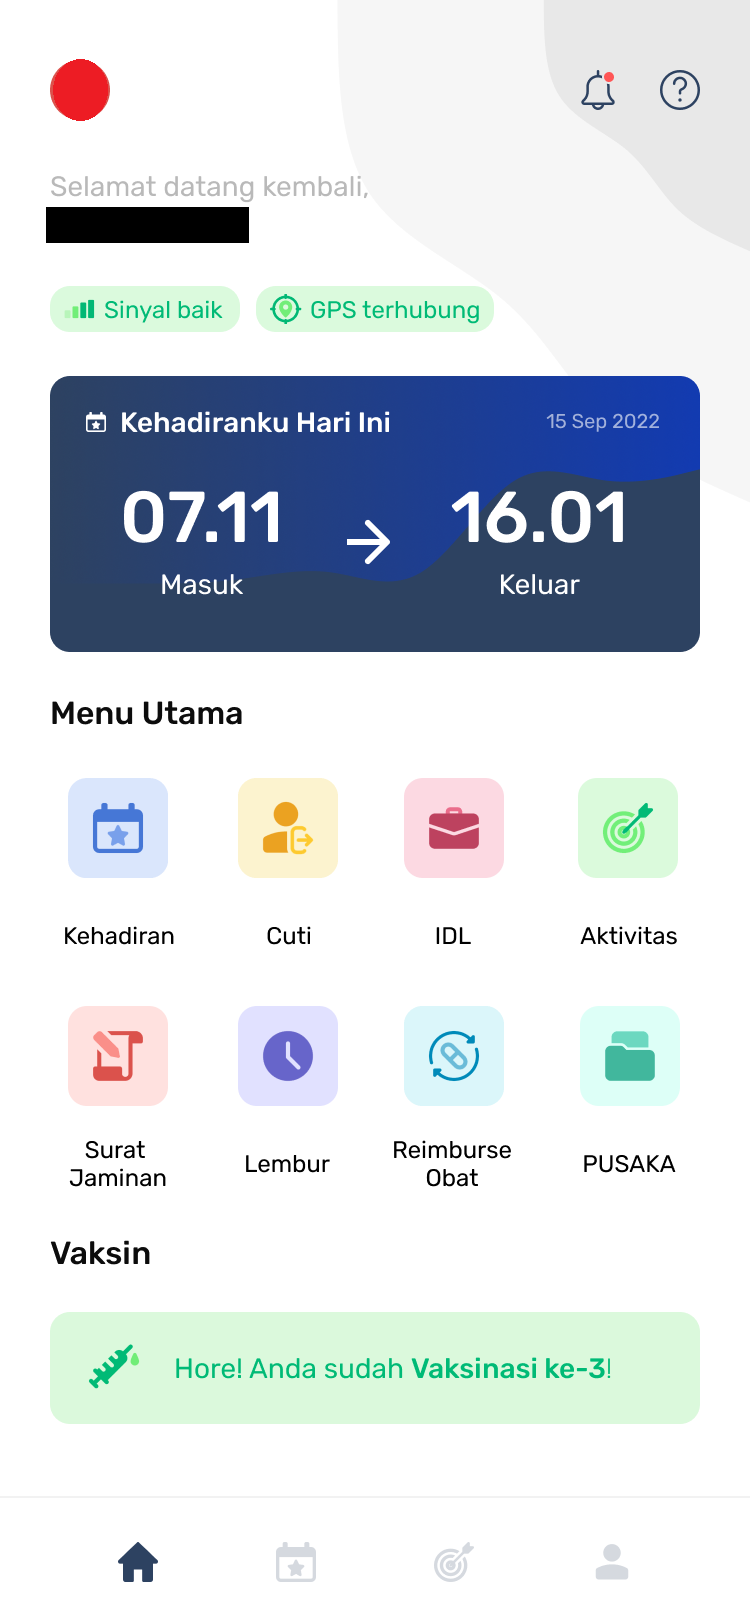 Selamat datang kembali,
Sinyal baik
GPS terhubung
Kehadiranku Hari Ini
15 Sep 2022
07.11
16.01
Masuk
Keluar
Menu Utama
Kehadiran
Cuti
IDL
Aktivitas
Surat
Jaminan
Lembur
Reimburse
Obat
PUSAKA
Vaksin
Hore! Anda sudah Vaksinasi ke-3!